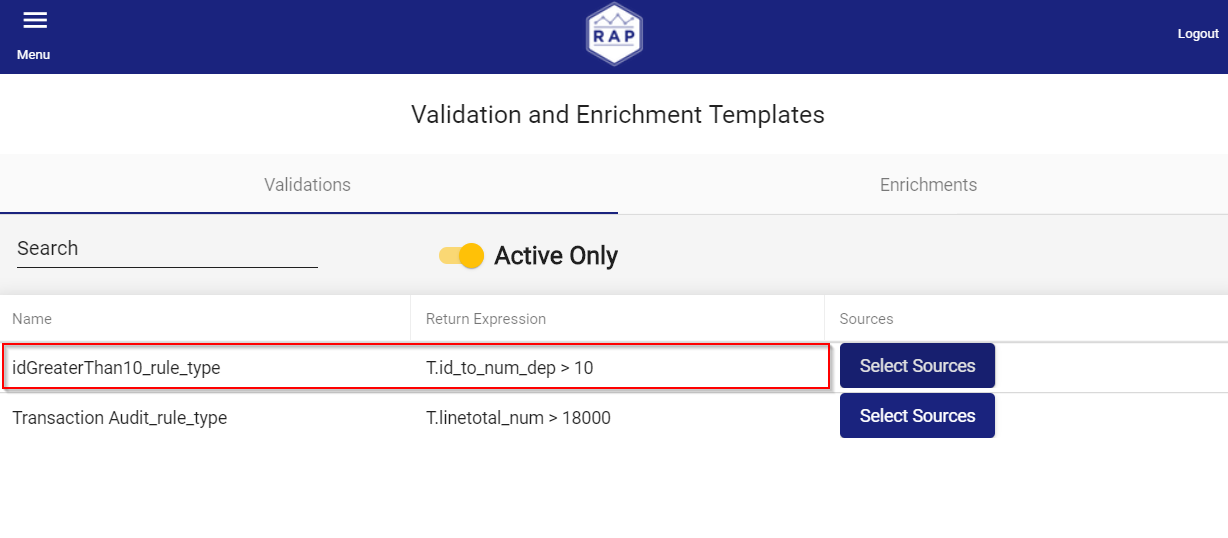 Menu
RAP
Logout
Validation and Enrichment Templates
Validations Enrichments
Search Active Only
Name Return Expression Sources
idGreaterThan10_rule_type T.id_to_num_dep > 10 Select Sources
Transaction Audit_rule_type T.linetotal_num > 18000 Select Sources